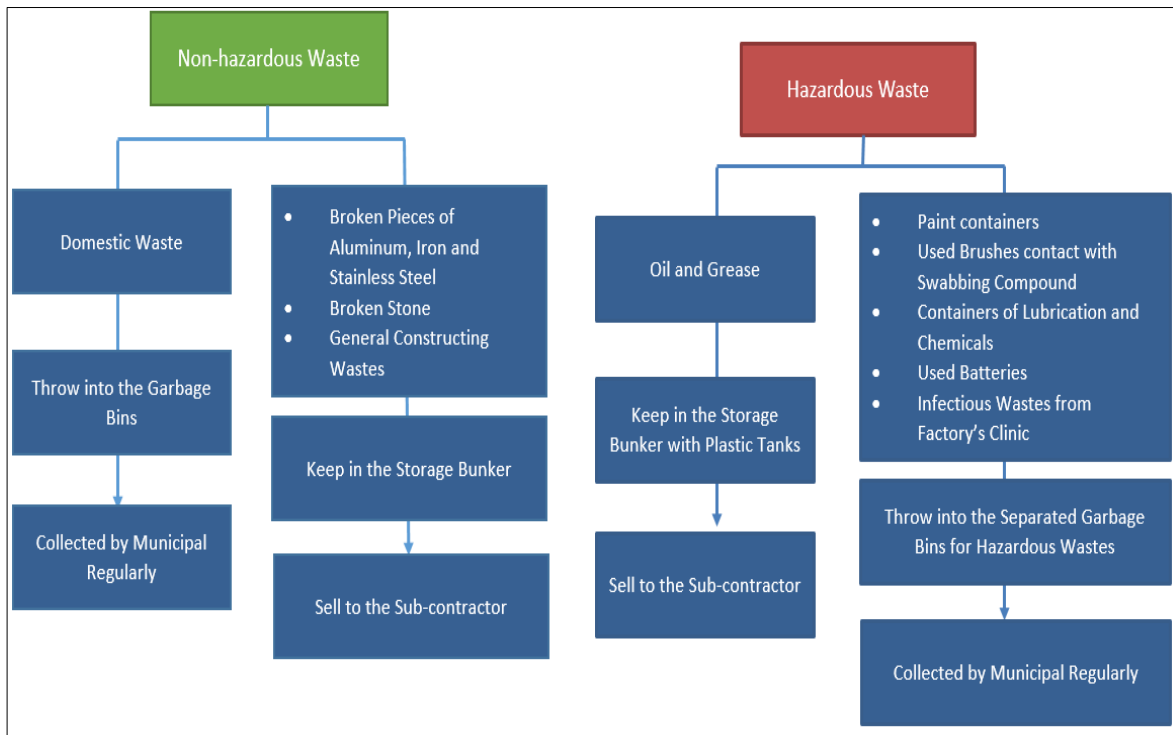 Non-hazardous Waste
Domestic Waste
Throw into the Garbage
Bins
Collected by Municipal
Regularly
• Broken Pieces of
Aluminum, Iron and
Stainless Steel
• Broken Stone
• General Constructing
Wastes
Keep in the Storage Bunker
Sell to the Sub-contractor
Hazardous Waste
Oil and Grease
Keep in the Storage
Bunker with Plastic Tanks
Sell to the Sub-contractor
• Paint containers
• Used Brushes contact with
Swabbing Compound
• Containers of Lubrication and
Chemicals
• Used Batteries
• Infectious Wastes from
Factory's Clinic
Throw into the Separated Garbage
Bins for Hazardous Wastes
Collected by Municipal Regularly